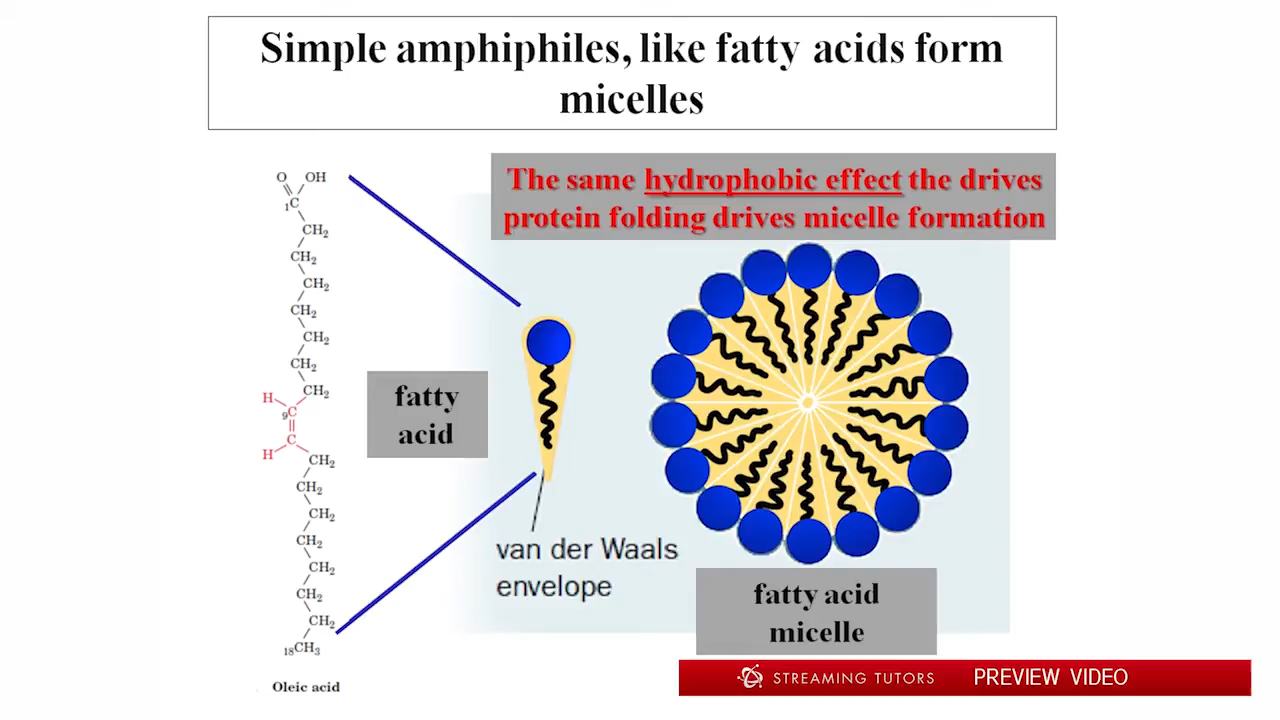 Simple amphiphiles, like fatty acids form
micelles
The same hydrophobic effect the drives
protein folding drives micelle formation
O
OH
1C
CH2
CH2
CH2
CH2
CH2
CH2
CH2
H
9C
C
H
CH2
CH2
CH2
CH2
CH2
CH2
CH2
18CH3
Oleic acid
fatty
acid
van der Waals
envelope
fatty acid
micelle
STREAMING TUTORS PREVIEW VIDEO